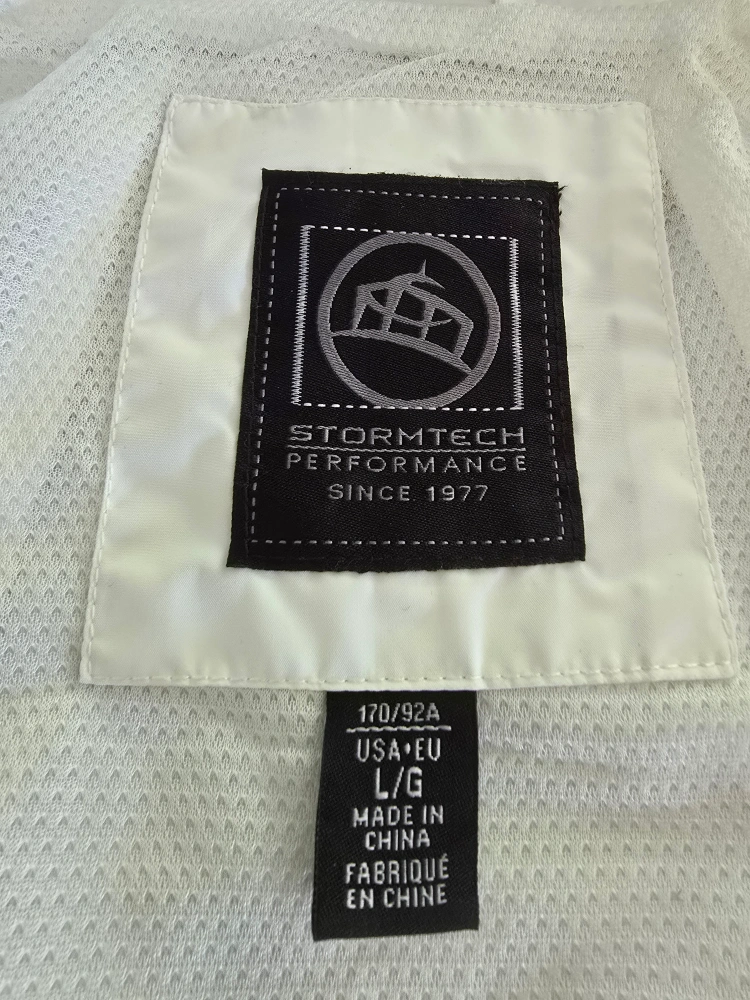 STORMTECH
PERFORMANCE
SINCE 1977
170/92A
USA•EU
L/G
MADE IN
CHINA
FABRIQUÉ
EN CHINE